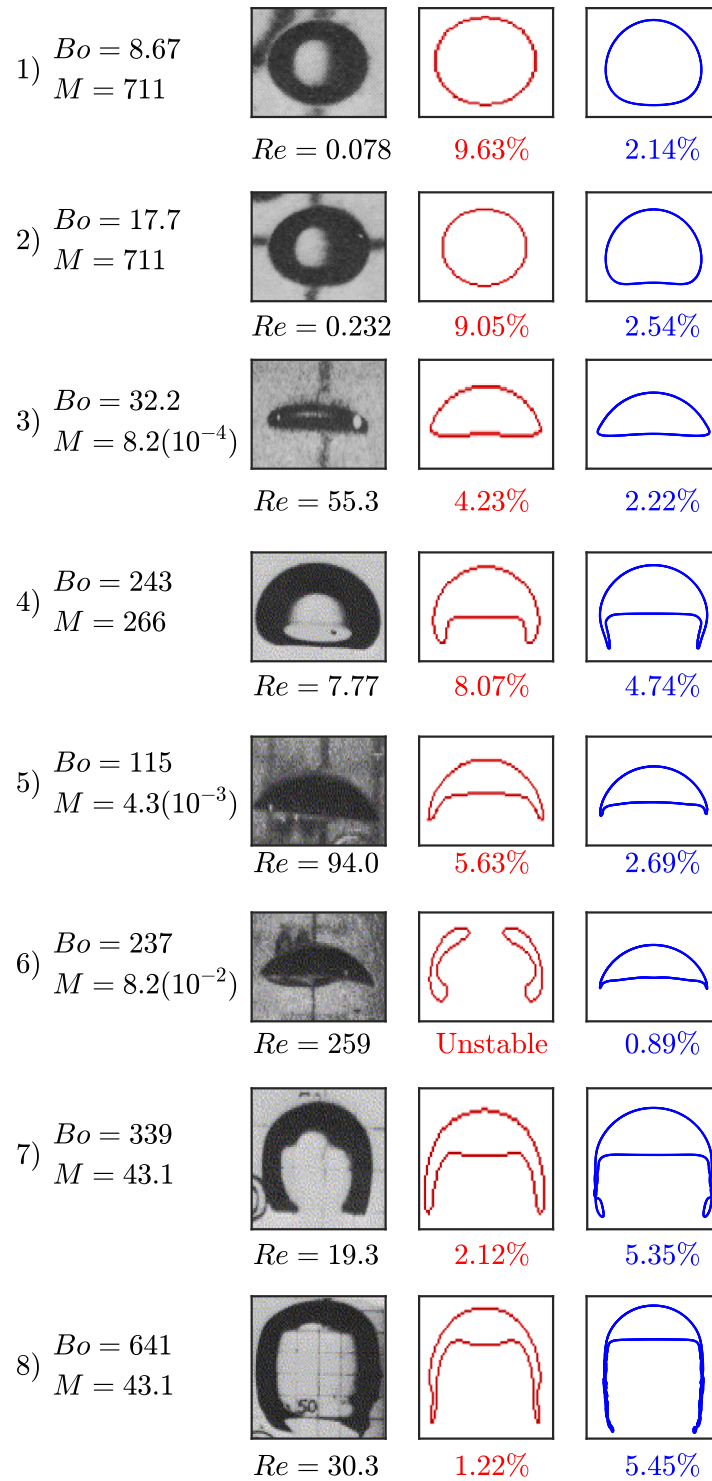 1) Bo = 8.67
M = 711
Re = 0.078 9.63% 2.14%
2) Bo = 17.7
M = 711
Re = 0.232 9.05% 2.54%
3) Bo = 32.2
M = 8.2(10⁻⁴)
Re = 55.3 4.23% 2.22%
4) Bo = 243
M = 266
Re = 7.77 8.07% 4.74%
5) Bo = 115
M = 4.3(10⁻³)
Re = 94.0 5.63% 2.69%
6) Bo = 237
M = 8.2(10⁻²)
Re = 259 Unstable 0.89%
7) Bo = 339
M = 43.1
Re = 19.3 2.12% 5.35%
8) Bo = 641
M = 43.1
50
Re = 30.3 1.22% 5.45%